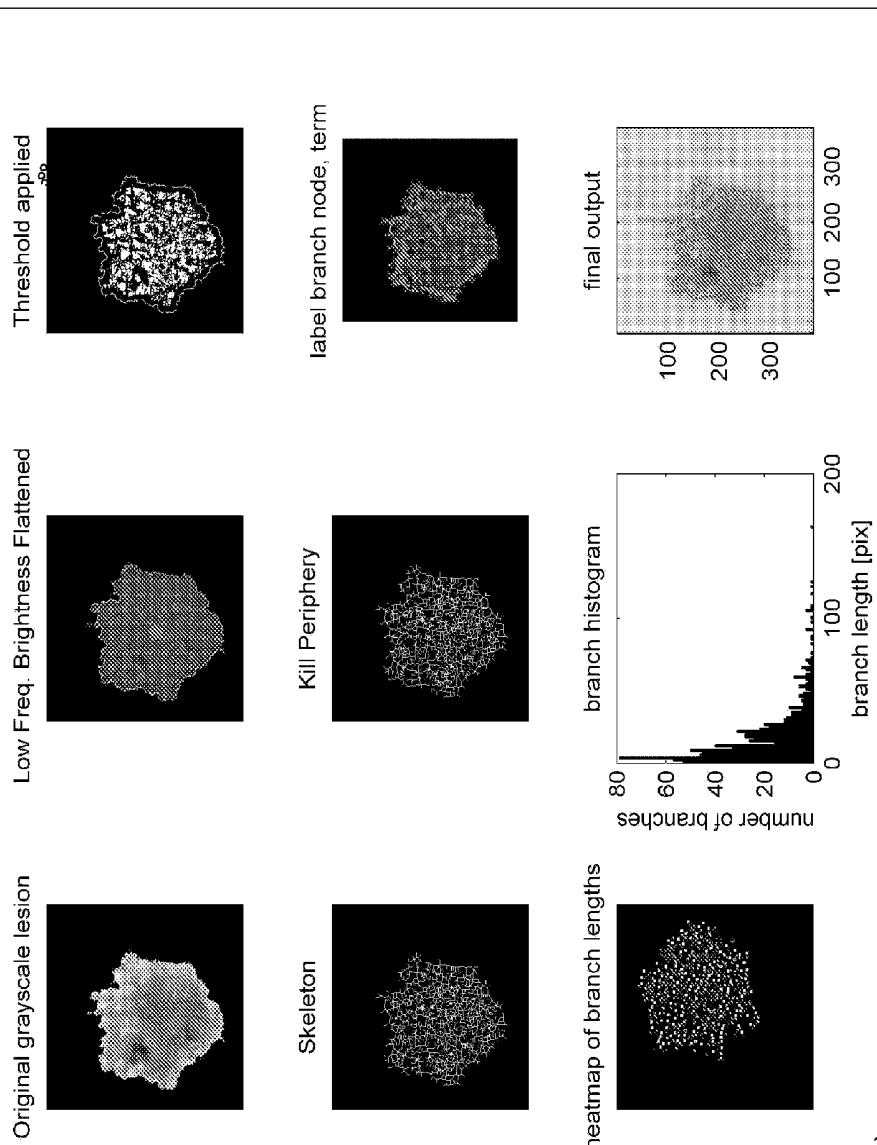 Original grayscale lesion
Low Freq. Brightness Flattened
Threshold applied
Skeleton
Kill Periphery
label branch node, term
heatmap of branch lengths
branch histogram
number of branches
80
60
40
20
0
0
100
200
branch length [pix]
final output
100
200
300
100
200
300